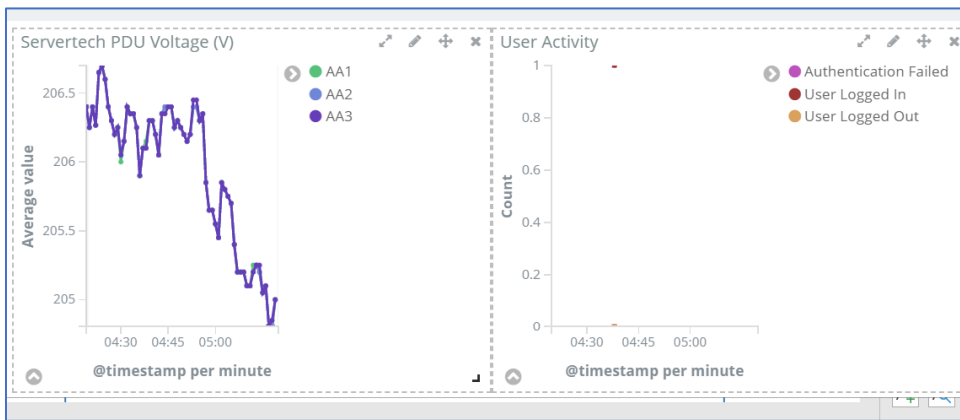 Servertech PDU Voltage (V)
206.5
206
205.5
205
Average value
04:30 04:45 05:00
@timestamp per minute
AA1
AA2
AA3
User Activity
1
0.8
0.6
0.4
0.2
0
Count
04:30 04:45 05:00
@timestamp per minute
Authentication Failed
User Logged In
User Logged Out